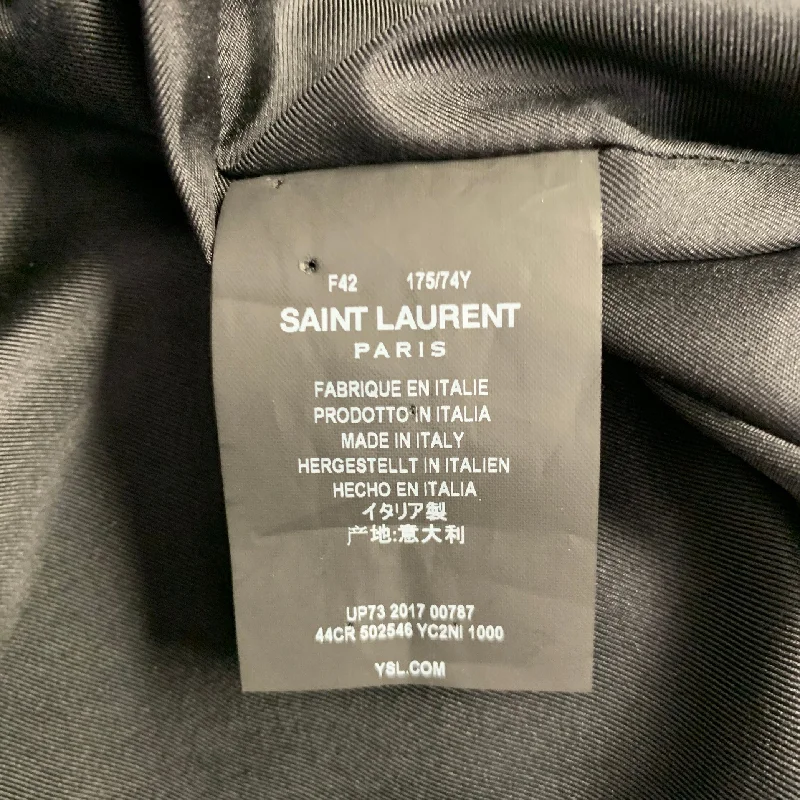 F42 175/74Y
SAINT LAURENT
PARIS
FABRIQUE EN ITALIE
PRODOTTO IN ITALIA
MADE IN ITALY
HERGESTELLT IN ITALIEN
HECHO EN ITALIA
イタリア製
产地:意大利
UP73 2017 00787
44CR 502546 YC2NI 1000
YSL.COM